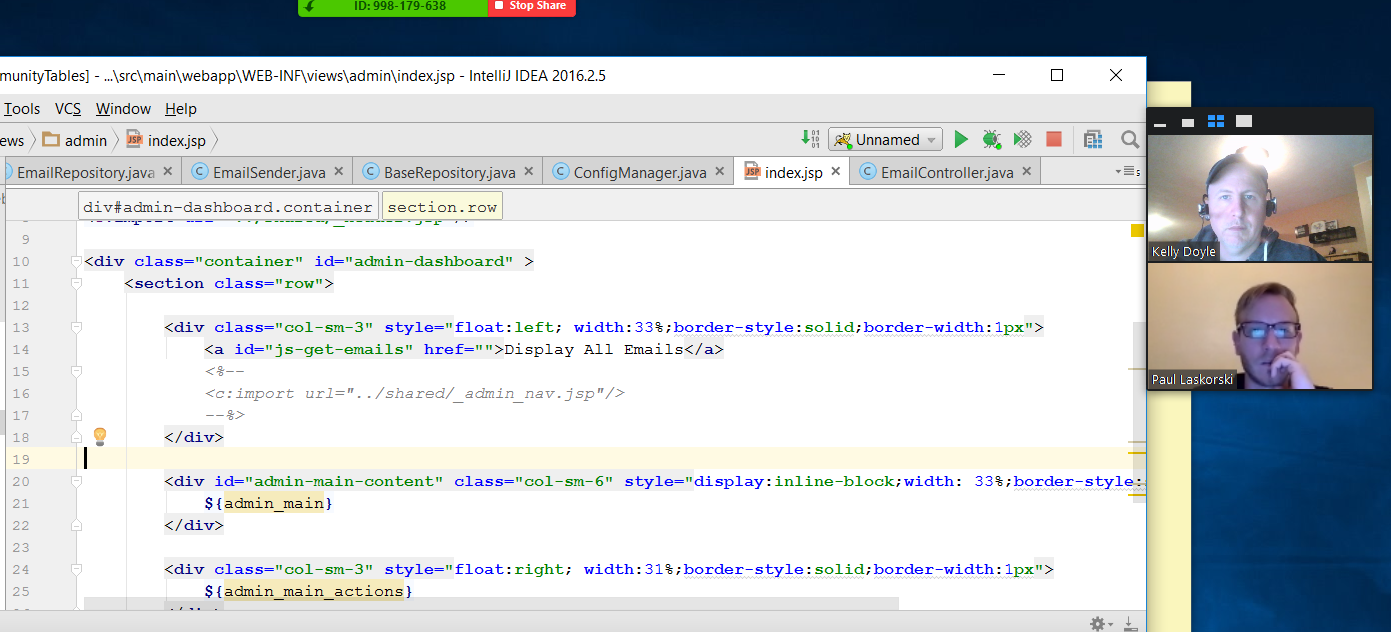 ID: 998-179-638 Stop Share
munityTables] - ...\src\main\webapp\WEB-INF\views\admin\index.jsp - IntelliJ IDEA 2016.2.5
Tools VCS Window Help
ews admin JSP index.jsp Unnamed
EmailRepository.java C EmailSender.java C BaseRepository.java C ConfigManager.java JSP index.jsp C EmailController.java
div#admin-dashboard.container section.row
9
10 <div class="container" id="admin-dashboard" >
11 <section class="row">
12
13 <div class="col-sm-3" style="float:left; width:33%;border-style:solid;border-width:1px">
14 <a id="js-get-emails" href="">Display All Emails</a>
15 <%--
16 <c:import url="../shared/_admin_nav.jsp"/>
17 --%>
18 </div>
19
20 <div id="admin-main-content" class="col-sm-6" style="display:inline-block;width: 33%;border-style:
21 ${admin_main}
22 </div>
23
24 <div class="col-sm-3" style="float:right; width:31%;border-style:solid;border-width:1px">
25 ${admin_main_actions}
Kelly Doyle
Paul Laskorski